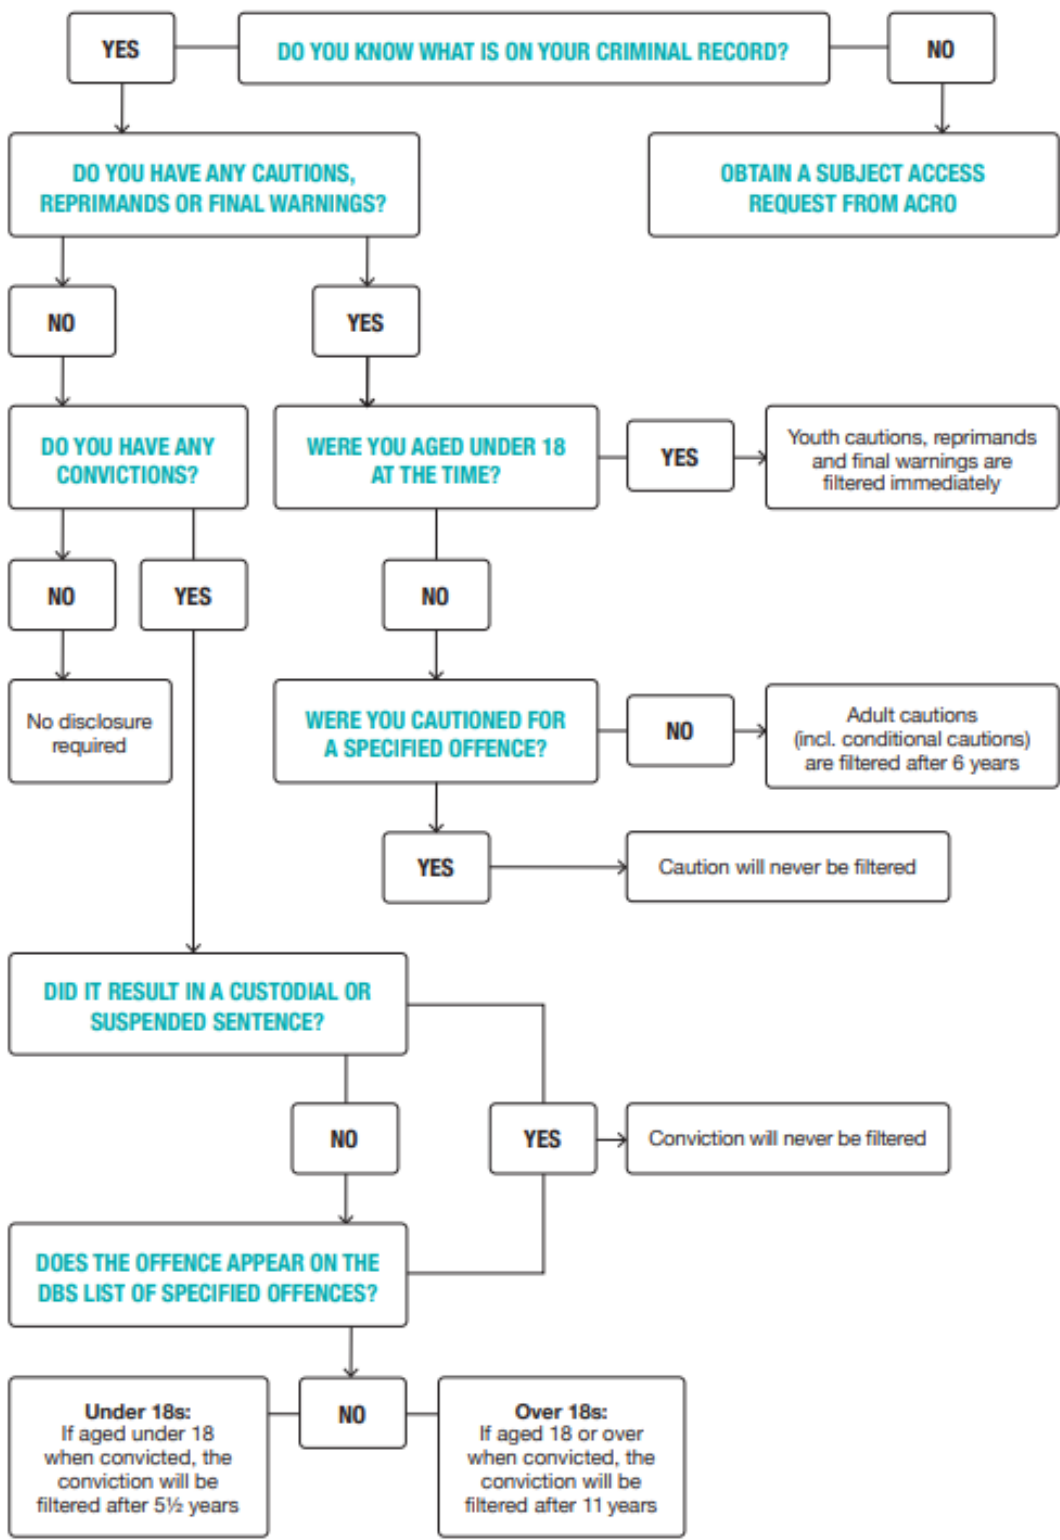 YES
DO YOU KNOW WHAT IS ON YOUR CRIMINAL RECORD?
NO
DO YOU HAVE ANY CAUTIONS,
REPRIMANDS OR FINAL WARNINGS?
OBTAIN A SUBJECT ACCESS
REQUEST FROM ACRO
NO
YES
DO YOU HAVE ANY
CONVICTIONS?
WERE YOU AGED UNDER 18
AT THE TIME?
YES
Youth cautions, reprimands
and final warnings are
filtered immediately
NO
YES
NO
No disclosure
required
WERE YOU CAUTIONED FOR
A SPECIFIED OFFENCE?
NO
Adult cautions
(incl. conditional cautions)
are filtered after 6 years
YES
Caution will never be filtered
DID IT RESULT IN A CUSTODIAL OR
SUSPENDED SENTENCE?
NO
YES
Conviction will never be filtered
DOES THE OFFENCE APPEAR ON THE
DBS LIST OF SPECIFIED OFFENCES?
Under 18s:
If aged under 18
when convicted, the
conviction will be
filtered after 5½ years
NO
Over 18s:
If aged 18 or over
when convicted, the
conviction will be
filtered after 11 years